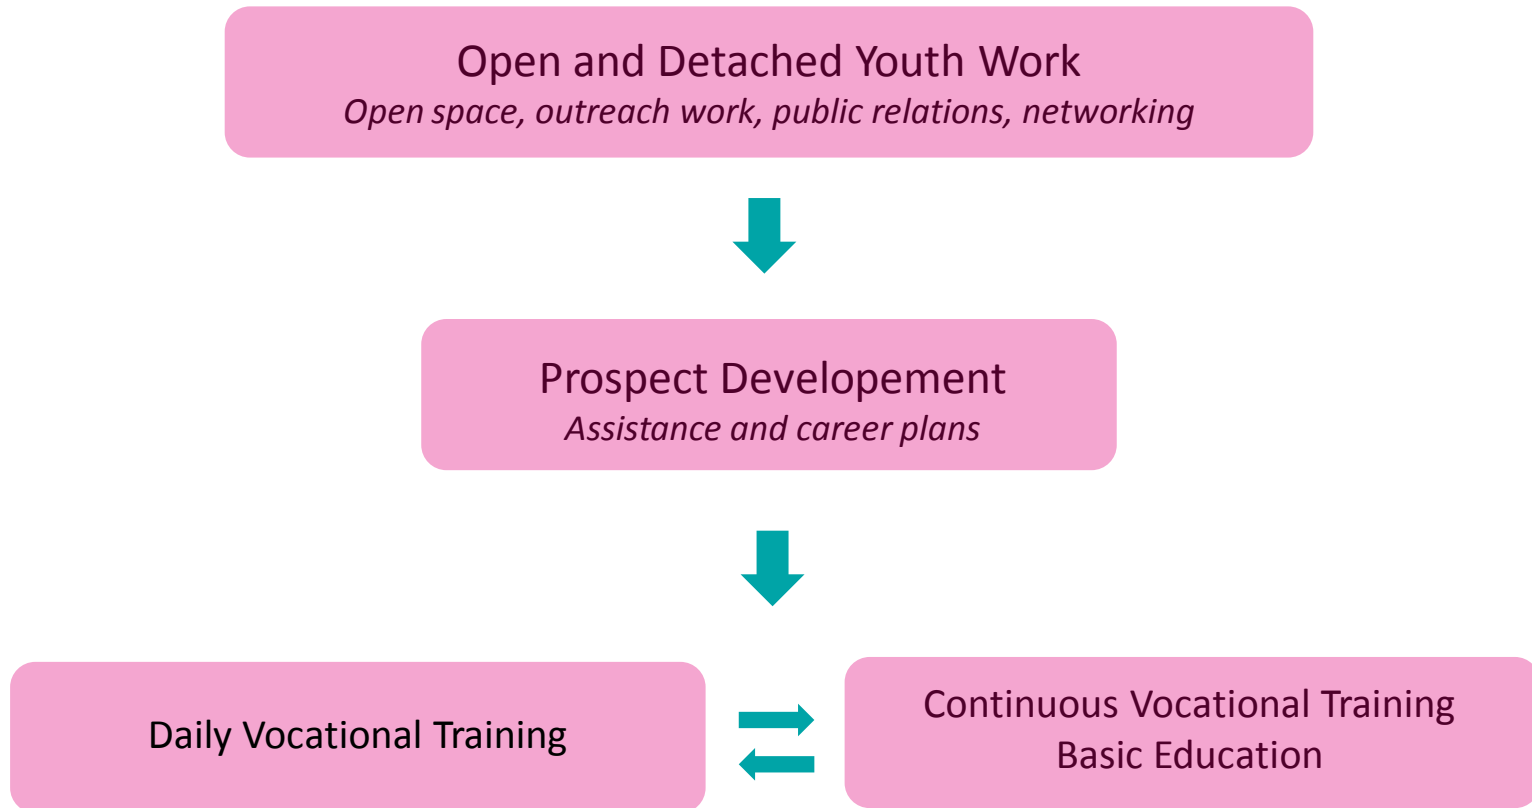 Open and Detached Youth Work
Open space, outreach work, public relations, networking
Prospect Developement
Assistance and career plans
Daily Vocational Training
Continuous Vocational Training
Basic Education